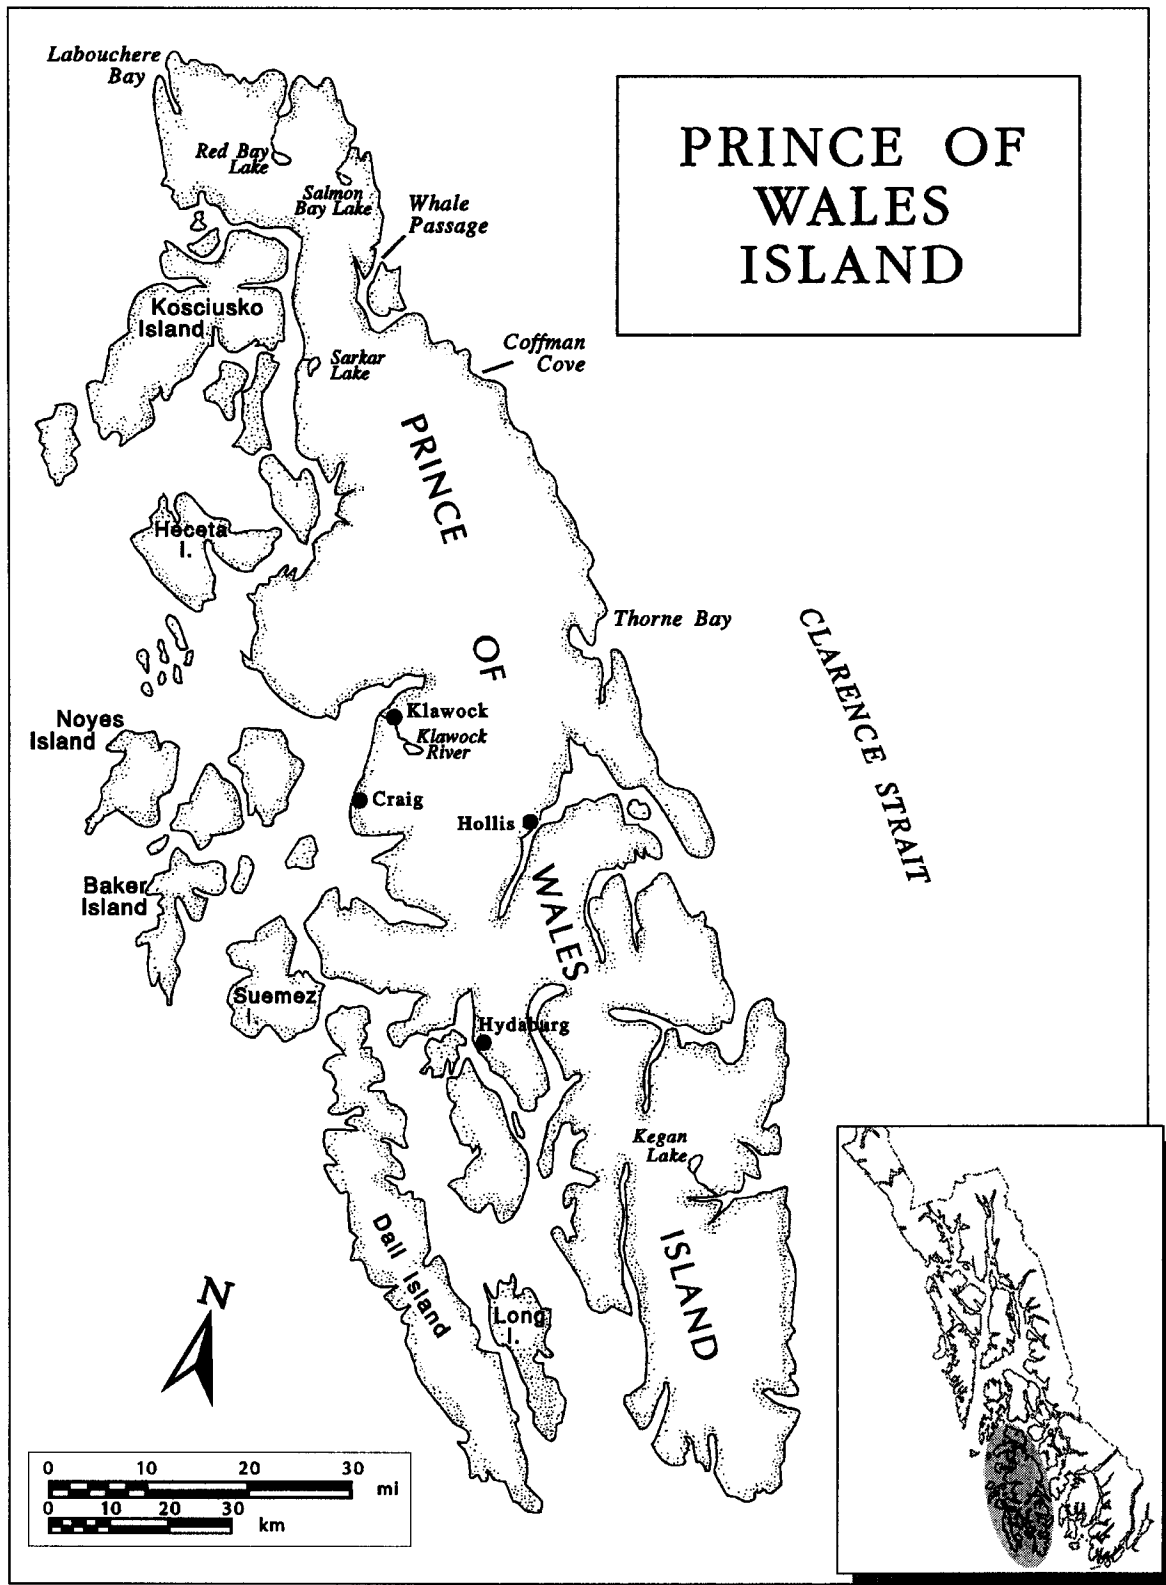 Labouchere
Bay
PRINCE OF
WALES
ISLAND
Red Bay
Lake
Salmon
Bay Lake
Whale
Passage
Kosciusko
Island
Coffman
Cove
Sarkar
Lake
PRINCE
Heceta
I.
Thorne Bay
CLARENCE STRAIT
OF
Klawock
Klawock
River
Noyes
Island
Craig
Hollis
WALES
Baker
Island
Suemez
I.
Hydaburg
Kegan
Lake
Dall Island
ISLAND
Long
I.
N
0 10 20 30
mi
0 10 20 30
km